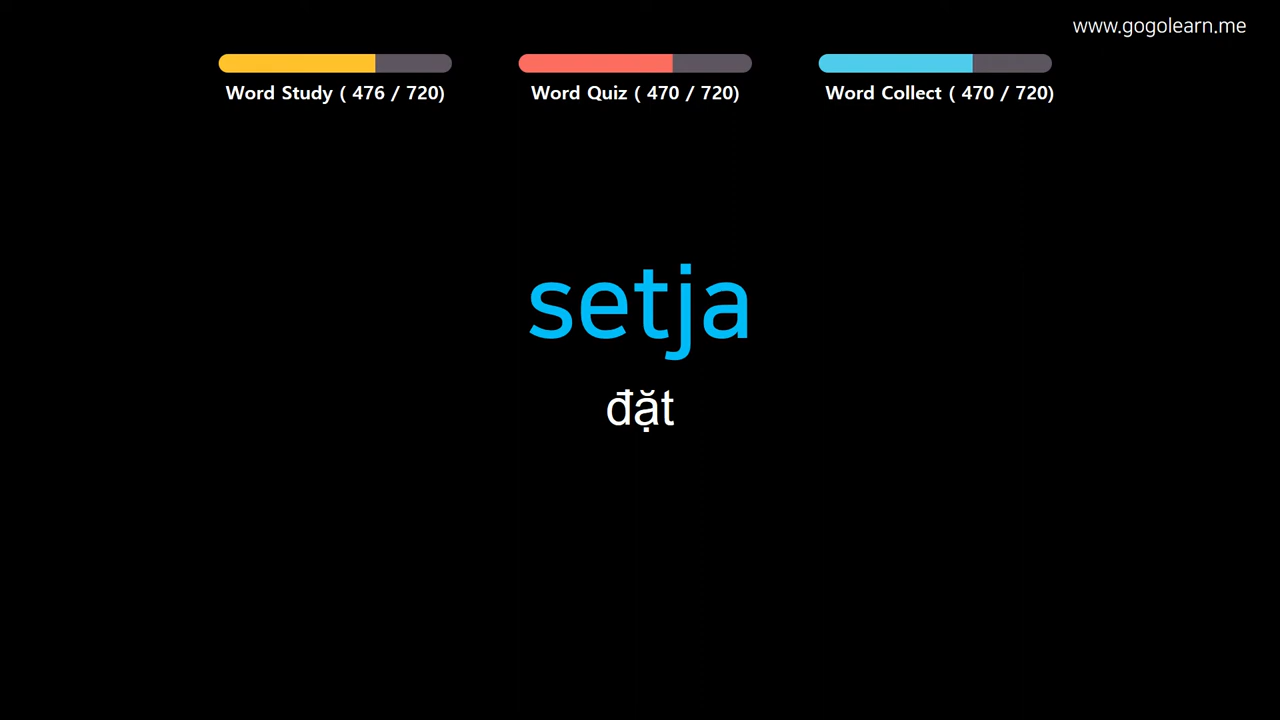 www.gogolearn.me
Word Study ( 476 / 720)
Word Quiz ( 470 / 720)
Word Collect ( 470 / 720)
setja
đặt